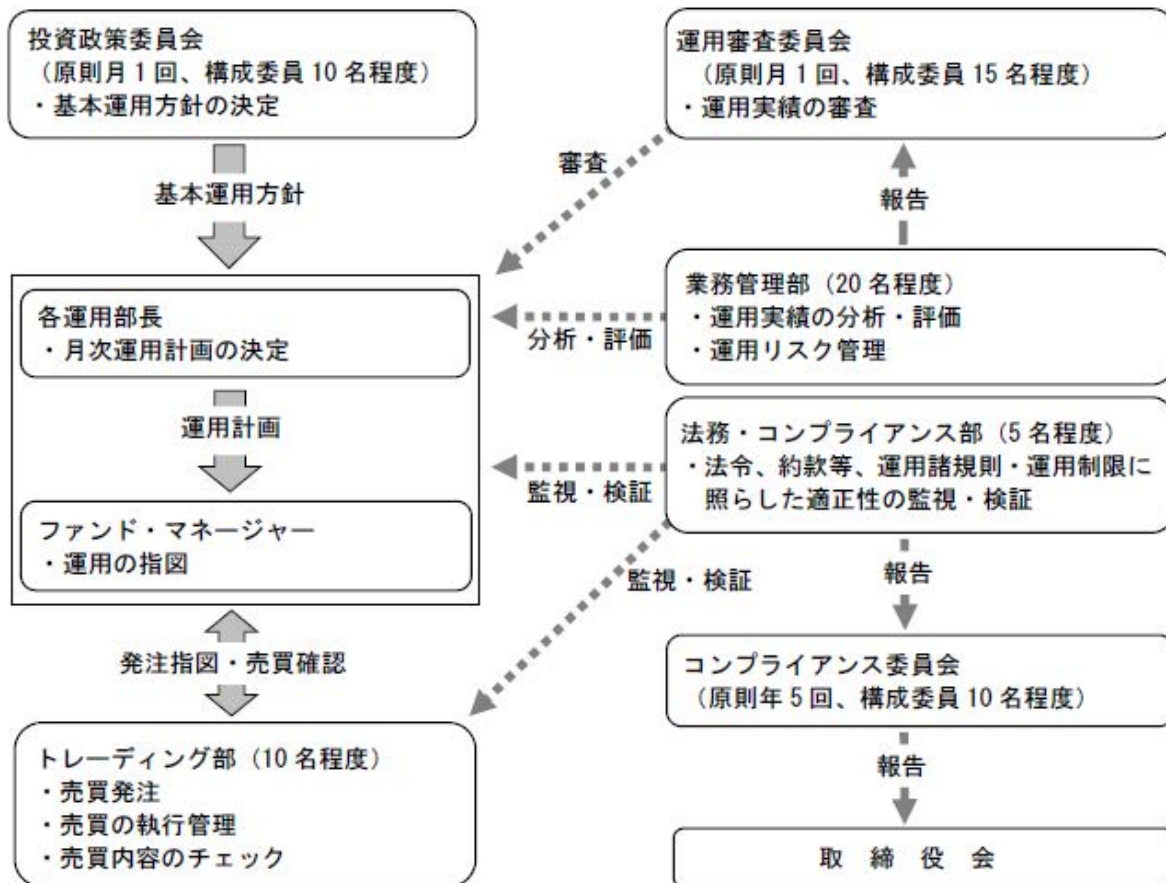 投資政策委員会
(原則月1回、構成委員10名程度)
・基本運用方針の決定
基本運用方針
各運用部長
・月次運用計画の決定
運用計画
ファンド・マネージャー
・運用の指図
発注指図・売買確認
トレーディング部(10名程度)
・売買発注
・売買の執行管理
・売買内容のチェック
運用審査委員会
(原則月1回、構成委員15名程度)
・運用実績の審査
審査
報告
業務管理部(20名程度)
・運用実績の分析・評価
・運用リスク管理
分析・評価
法務・コンプライアンス部(5名程度)
・法令、約款等、運用諸規則・運用制限に
照らした適正性の監視・検証
監視・検証
監視・検証
報告
コンプライアンス委員会
(原則年5回、構成委員10名程度)
報告
取締役会